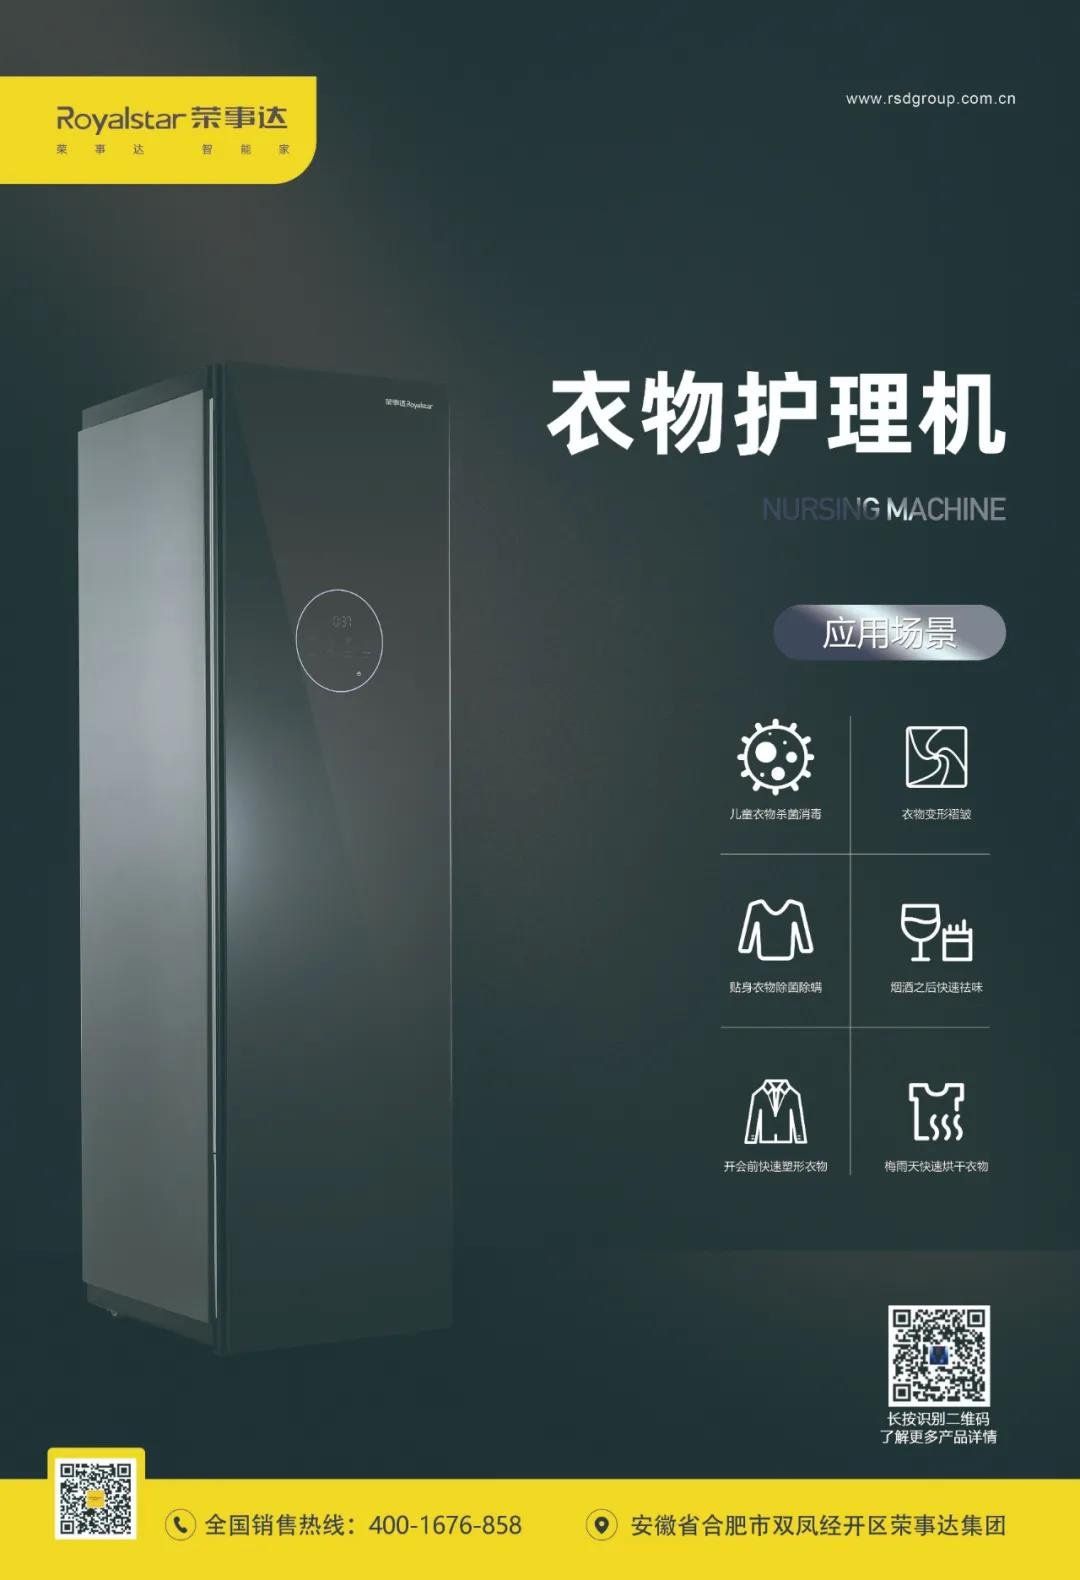 Royalstar 荣事达
荣事达 智能家
www.rsdgroup.com.cn
荣事达Royalstar
衣物护理机
NURSING MACHINE
037
应用场景
儿童衣物杀菌消毒
衣物变形褶皱
贴身衣物除菌除螨
烟酒之后快速祛味
开会前快速塑形衣物
梅雨天快速烘干衣物
长按识别二维码
了解更多产品详情
全国销售热线：400-1676-858
安徽省合肥市双凤经开区荣事达集团